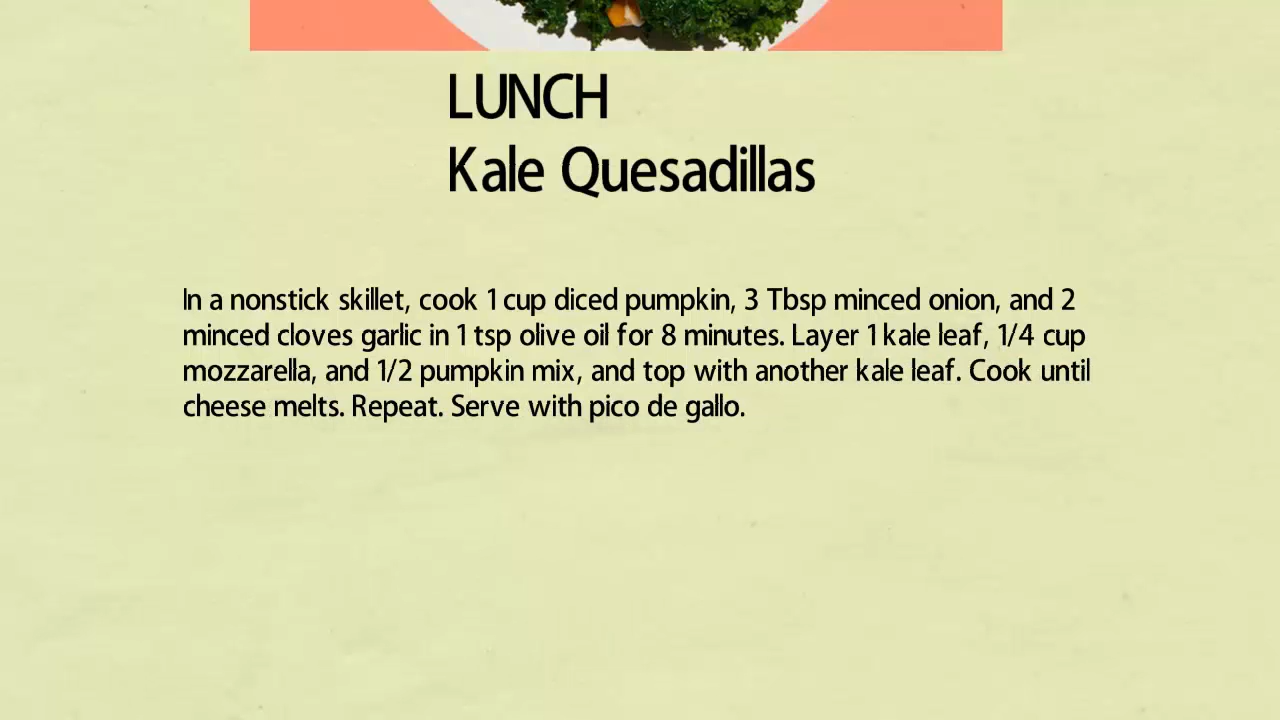 LUNCH
Kale Quesadillas
In a nonstick skillet, cook 1 cup diced pumpkin, 3 Tbsp minced onion, and 2
minced cloves garlic in 1 tsp olive oil for 8 minutes. Layer 1 kale leaf, 1/4 cup
mozzarella, and 1/2 pumpkin mix, and top with another kale leaf. Cook until
cheese melts. Repeat. Serve with pico de gallo.